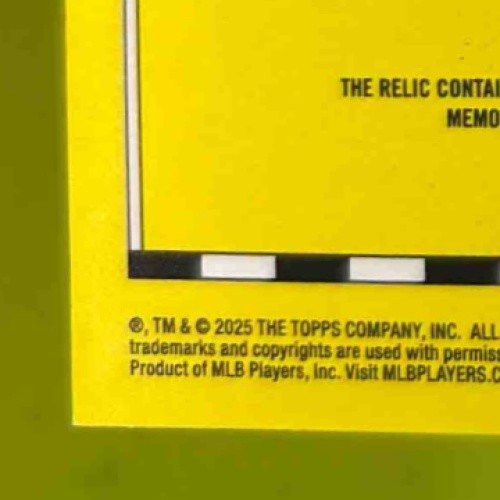 THE RELIC CONTAI
MEMO
®, TM & © 2025 THE TOPPS COMPANY, INC. ALL
trademarks and copyrights are used with permiss
Product of MLB Players, Inc. Visit MLBPLAYERS.C